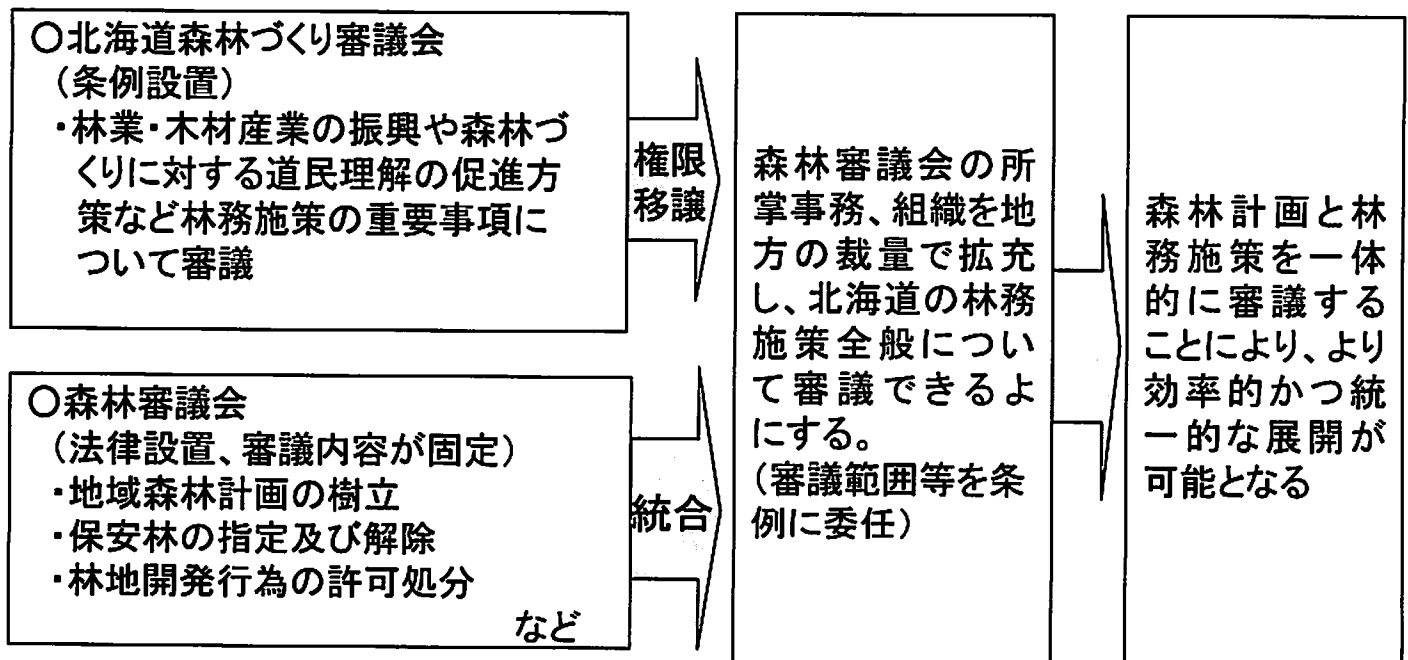 〇北海道森林づくり審議会
（条例設置）
・林業・木材産業の振興や森林づ
くりに対する道民理解の促進方
策など林務施策の重要事項に
ついて審議
権限
移譲
〇森林審議会
（法律設置、審議内容が固定）
・地域森林計画の樹立
・保安林の指定及び解除
・林地開発行為の許可処分
など
統合
森林審議会の所
掌事務、組織を地
方の裁量で拡充
し、北海道の林務
施策全般につい
て審議できるよ
にする。
（審議範囲等を条
例に委任）
森林計画と林
務施策を一体
的に審議する
ことにより、より
効率的かつ統
一的な展開が
可能となる